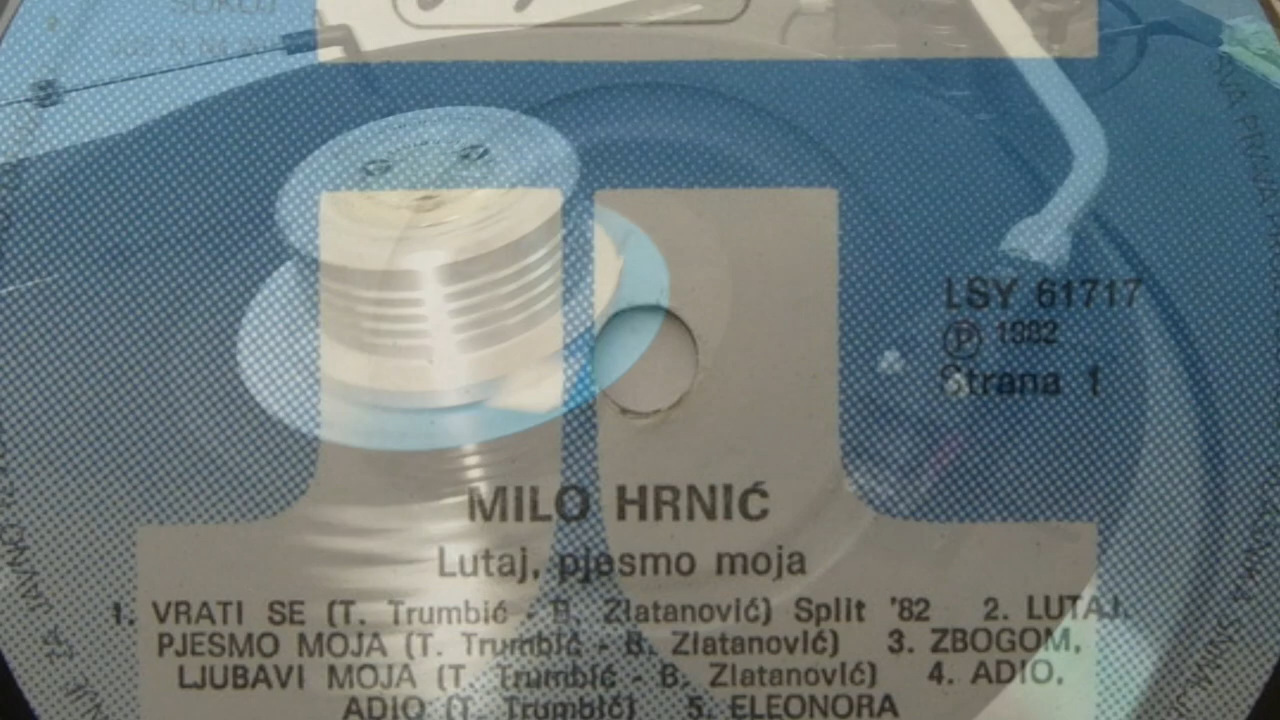 SOKOJ
LSY 61717
Ⓟ 1982
Strana 1
MILO HRNIĆ
Lutaj, pjesmo moja
1. VRATI SE (T. Trumbić - B. Zlatanović) Split '82 2. LUTAJ,
PJESMO MOJA (T. Trumbić - B. Zlatanović) 3. ZBOGOM,
LJUBAVI MOJA (T. Trumbić - B. Zlatanović) 4. ADIO,
ADIO (T. Trumbić) 5. ELEONORA